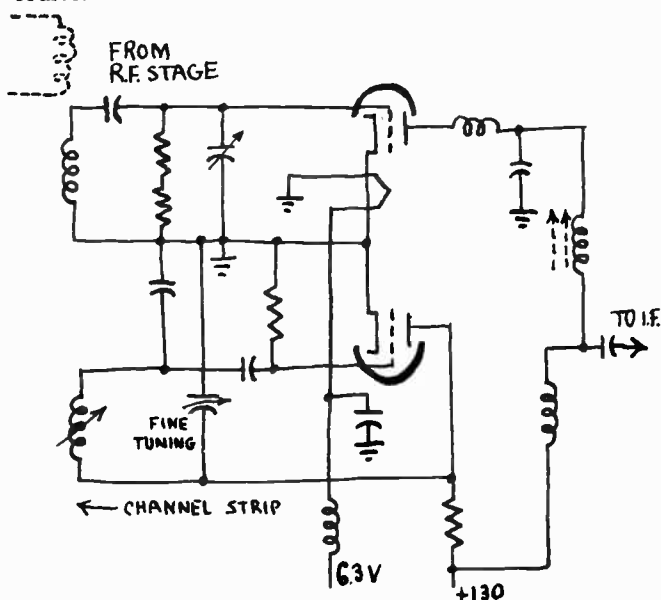 FROM
R.F. STAGE
TO I.F.
FINE
TUNING
← CHANNEL STRIP
6.3V
+130